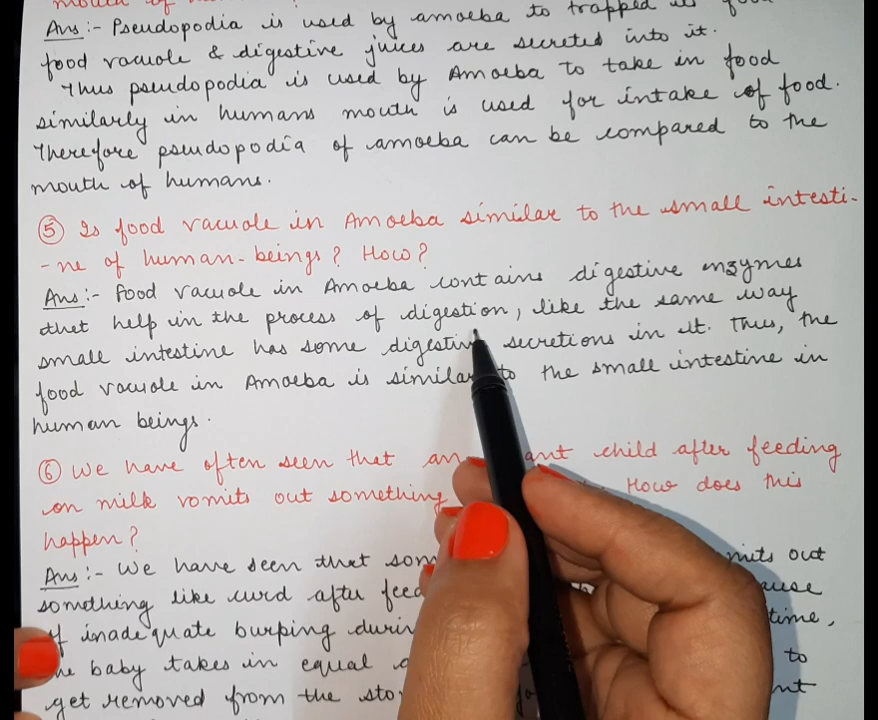 mouth of
Ans:- Pseudopodia is used by amoeba to trapped its
food vacuole & digestive juices are secreted into it.
Thus pseudopodia is used by Amoeba to take in food
similarly in humans mouth is used for intake of food.
Therefore pseudopodia of amoeba can be compared to the
mouth of humans.
⑤ Is food vacuole in Amoeba similar to the small intesti-
-ne of human-beings? How?
Ans:- Food vacuole in Amoeba contains digestive enzymes
that help in the process of digestion, like the same way
small intestine has some digestive secretions in it. Thus, the
food vacuole in Amoeba is similar to the small intestine in
human beings.
⑥ We have often seen that an ant child after feeding
on milk vomits out something How does this
happen?
Ans:- We have seen that som mits out
something like curd after feed ause
of inadequate burping durin time,
he baby takes in equal to
get removed from the sto nt